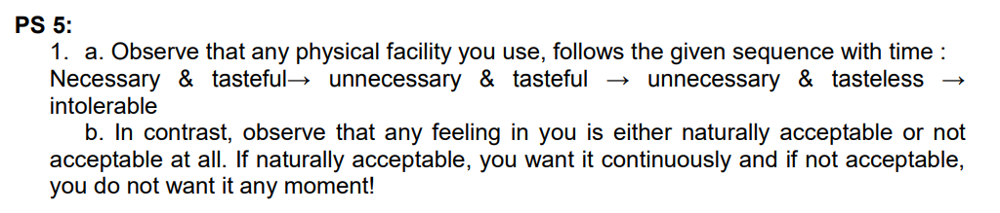 PS 5:
1. a. Observe that any physical facility you use, follows the given sequence with time :
Necessary & tasteful→ unnecessary & tasteful → unnecessary & tasteless →
intolerable
b. In contrast, observe that any feeling in you is either naturally acceptable or not
acceptable at all. If naturally acceptable, you want it continuously and if not acceptable,
you do not want it any moment!